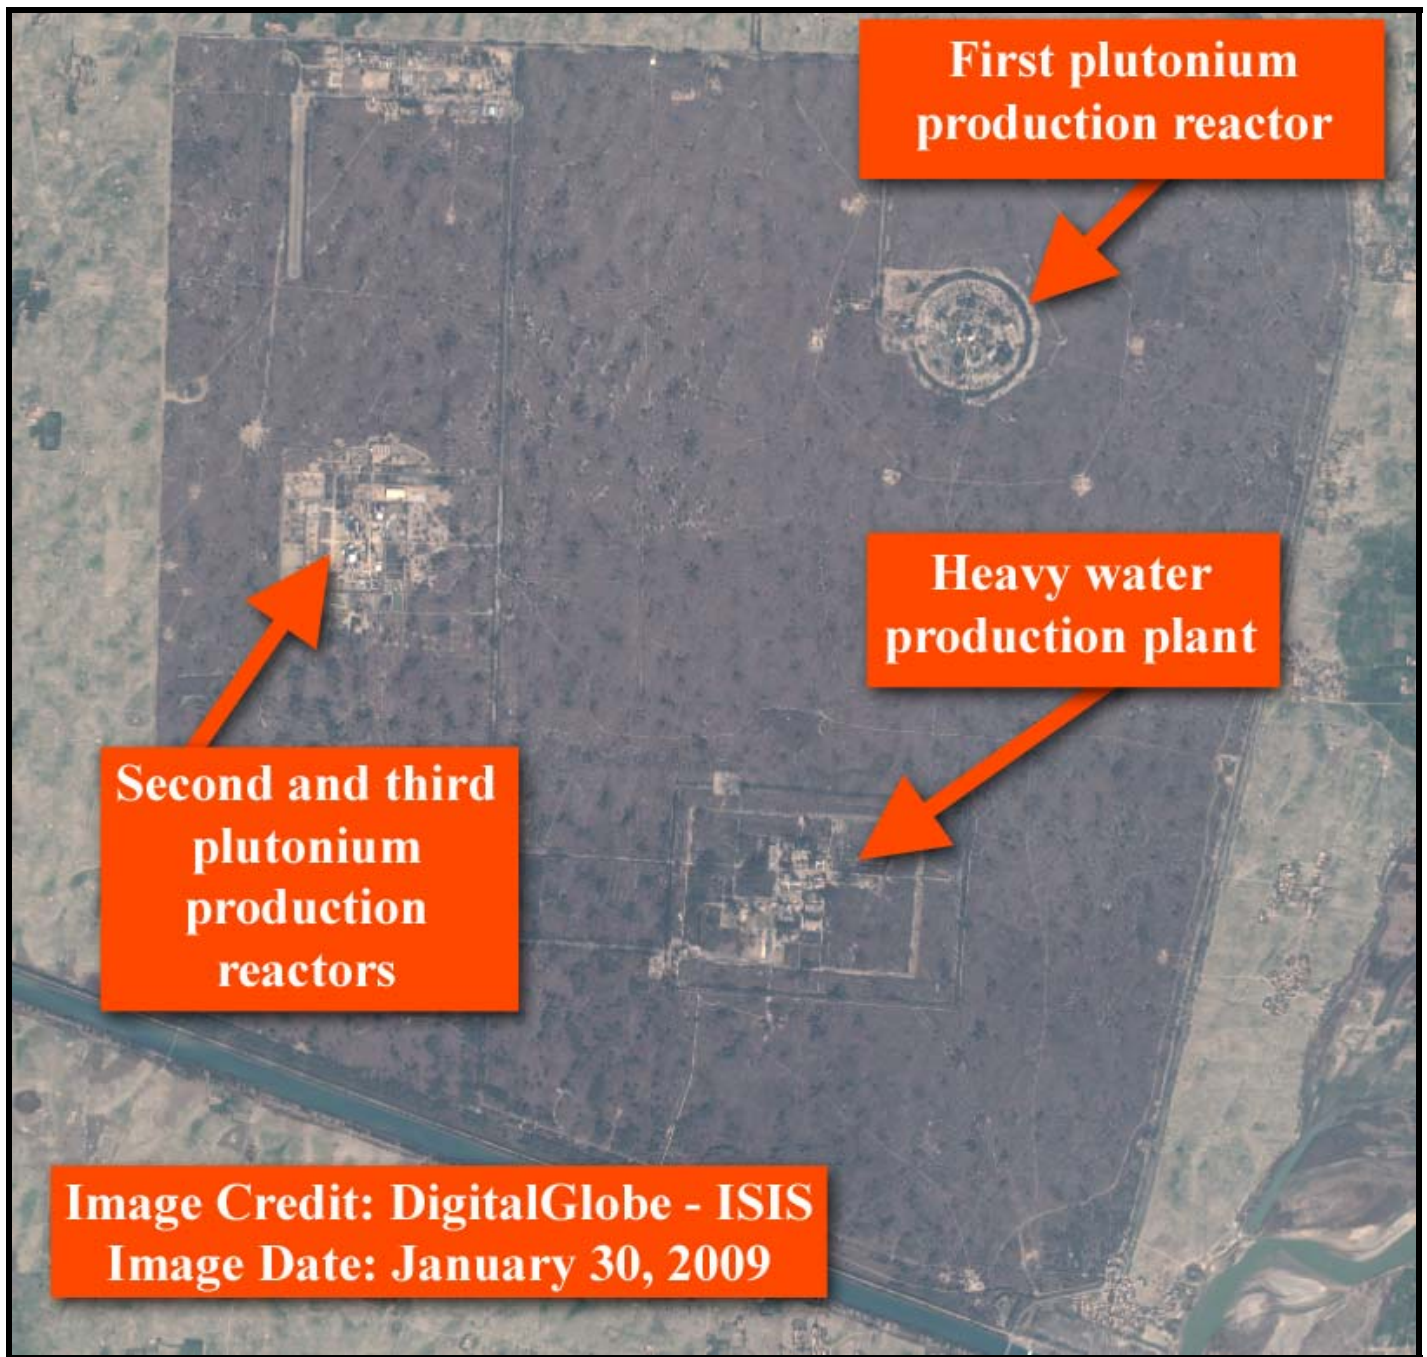 First plutonium
production reactor
Heavy water
production plant
Second and third
plutonium
production
reactors
Image Credit: DigitalGlobe - ISIS
Image Date: January 30, 2009